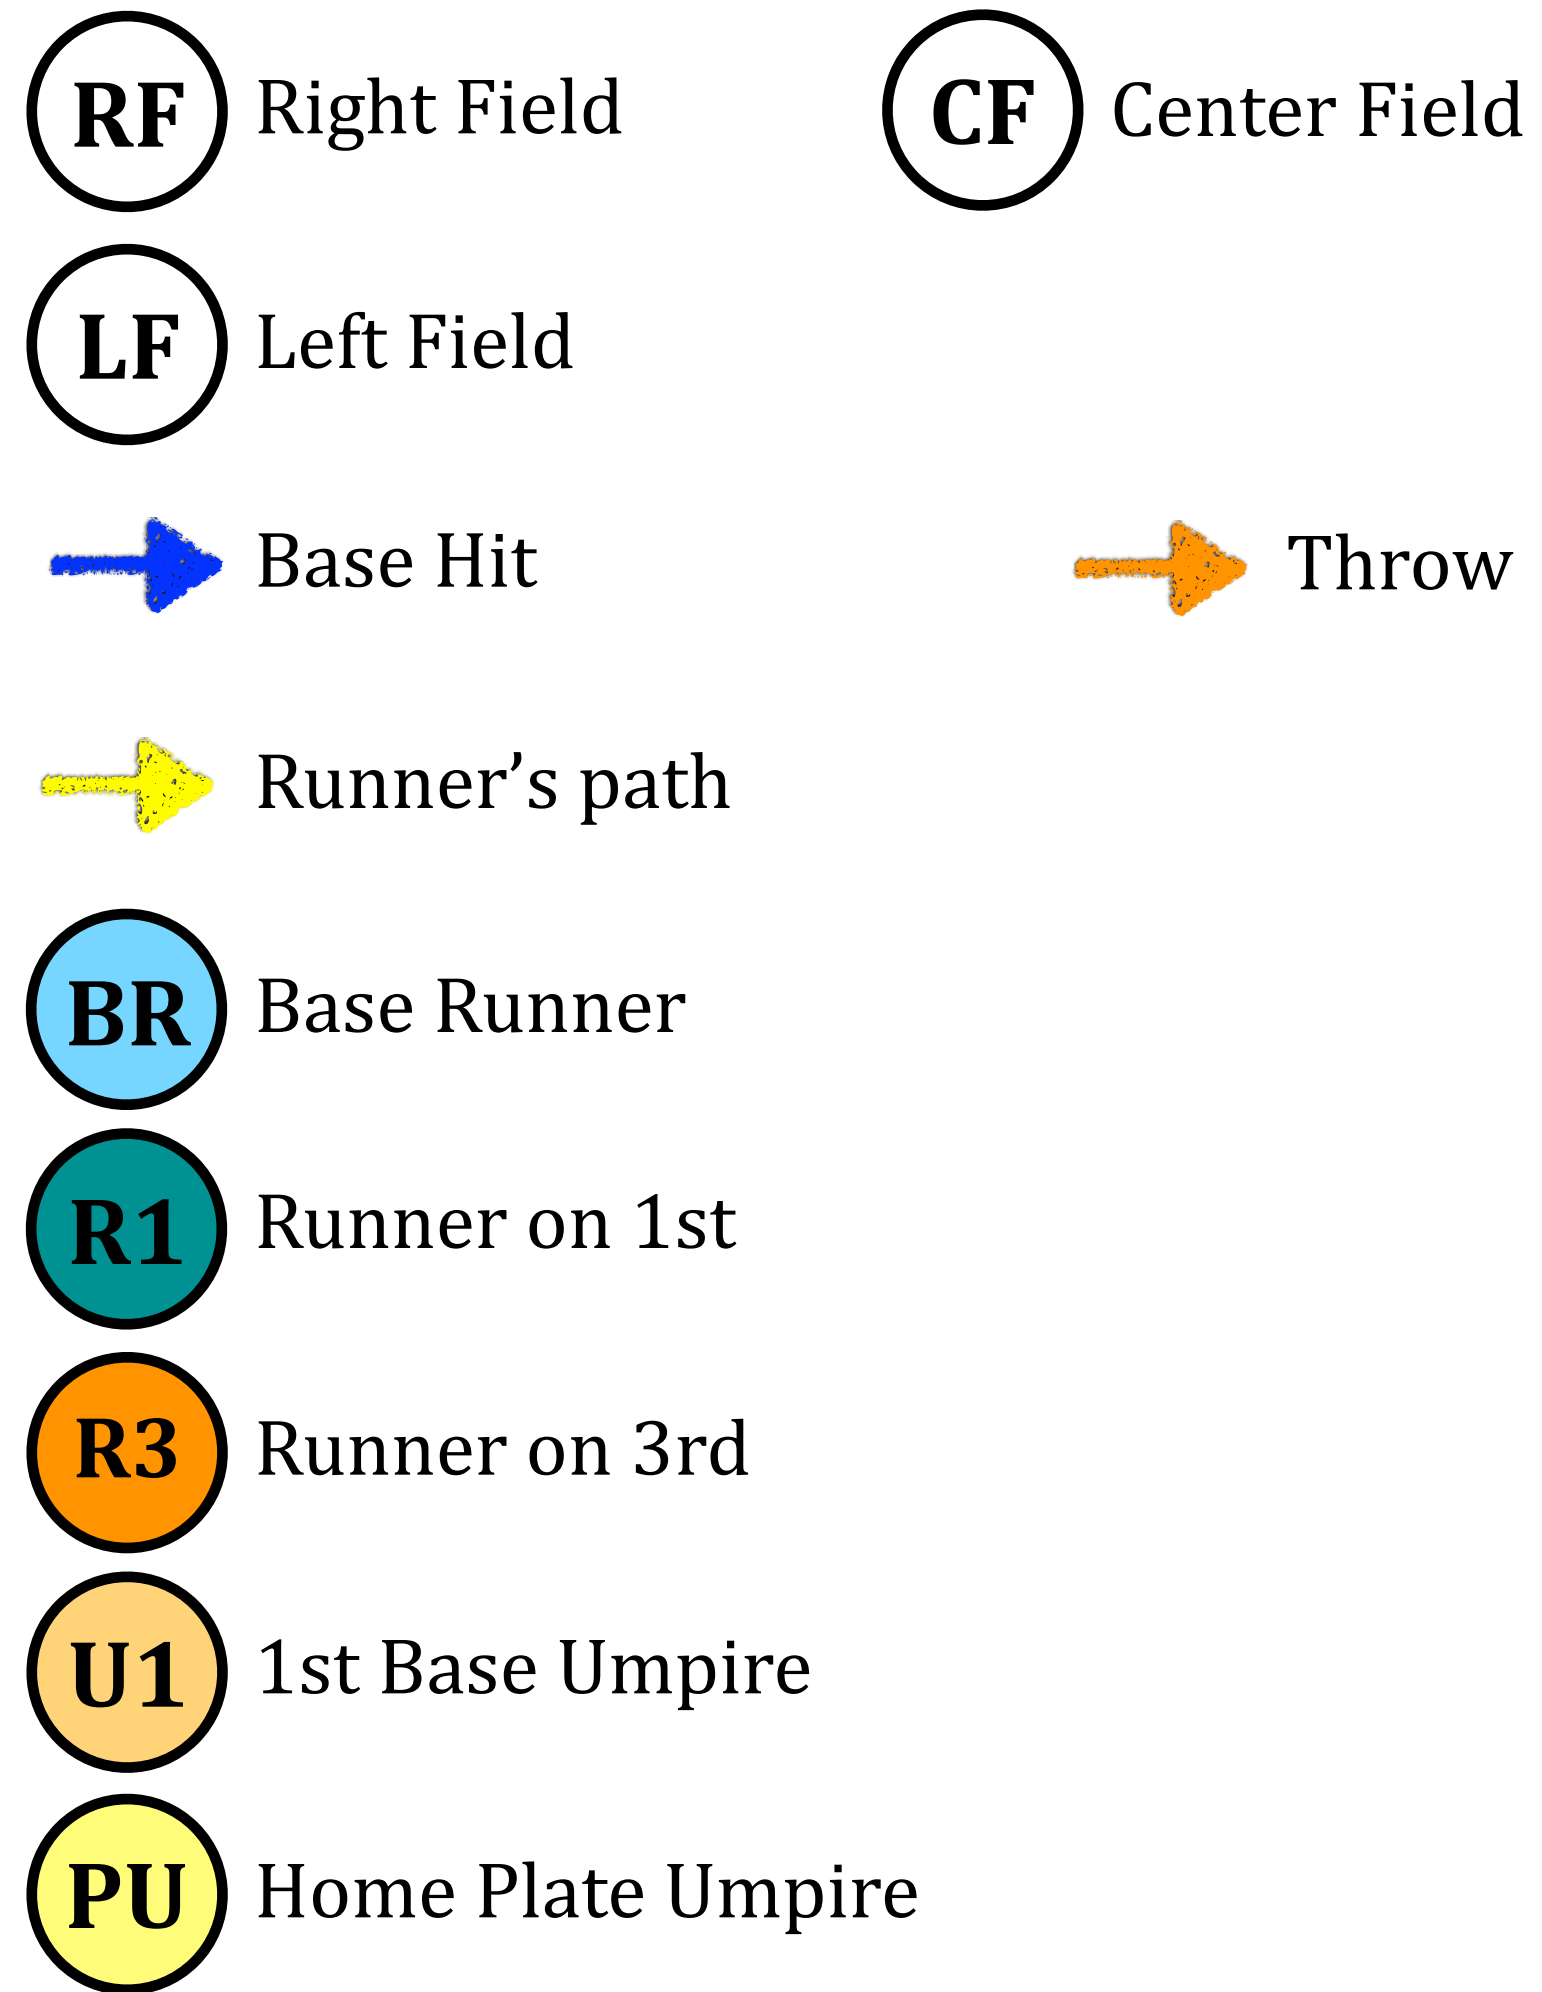 RF Right Field
CF Center Field
LF Left Field
Base Hit
Throw
Runner’s path
BR Base Runner
R1 Runner on 1st
R3 Runner on 3rd
U1 1st Base Umpire
PU Home Plate Umpire